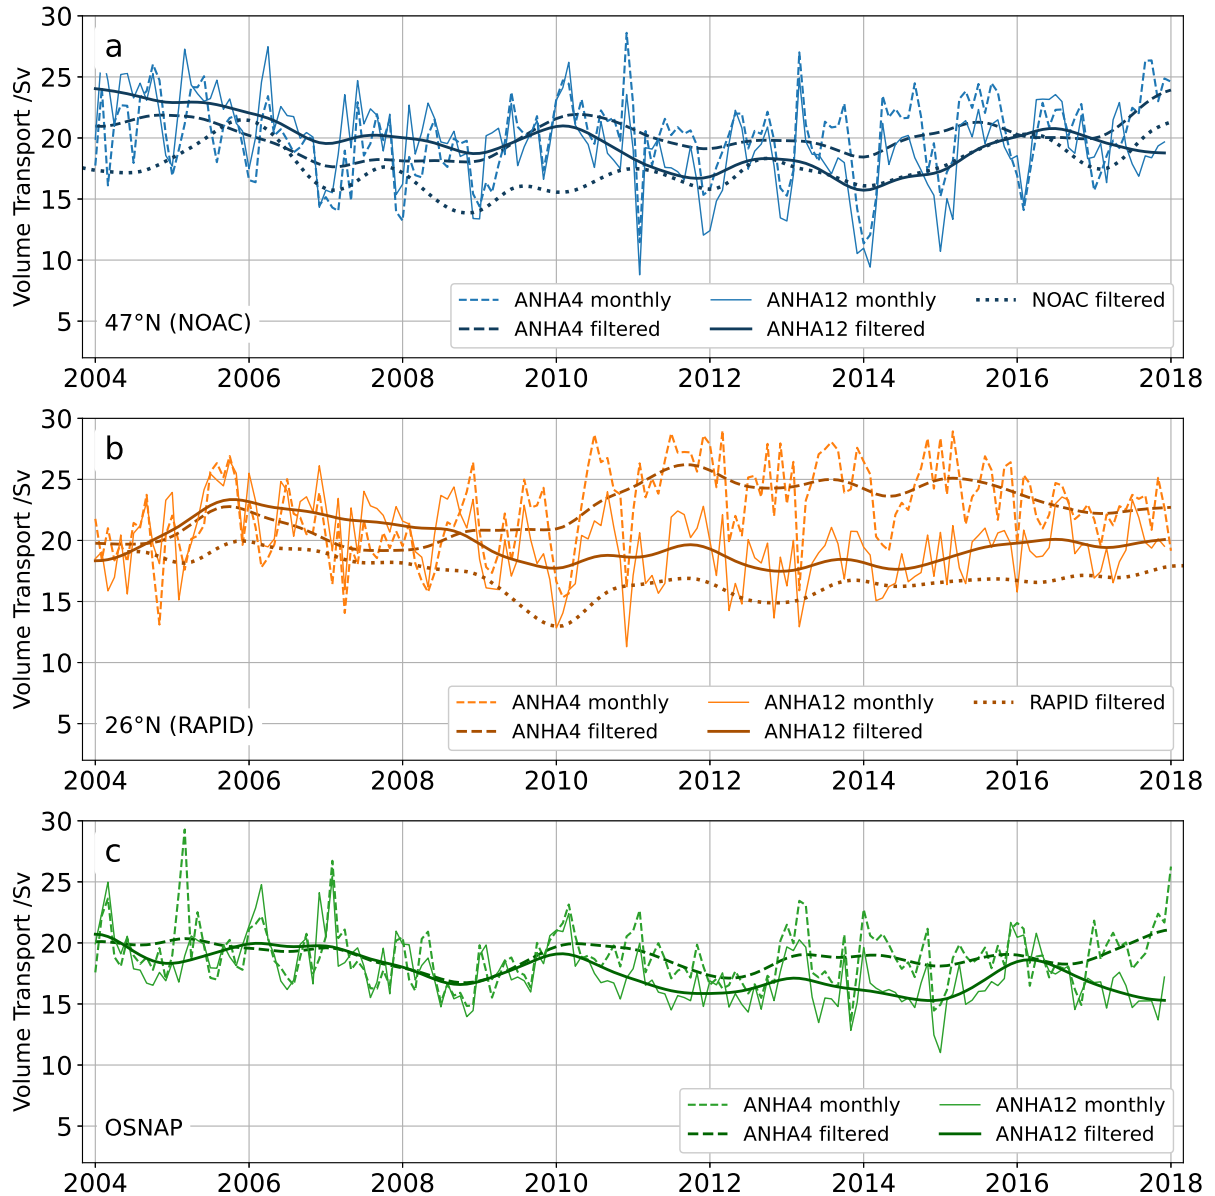 a
30
25
20
15
10
5
Volume Transport /Sv
47°N (NOAC)
ANHA4 monthly
ANHA4 filtered
ANHA12 monthly
ANHA12 filtered
NOAC filtered
2004 2006 2008 2010 2012 2014 2016 2018
b
30
25
20
15
10
5
Volume Transport /Sv
26°N (RAPID)
ANHA4 monthly
ANHA4 filtered
ANHA12 monthly
ANHA12 filtered
RAPID filtered
2004 2006 2008 2010 2012 2014 2016 2018
c
30
25
20
15
10
5
Volume Transport /Sv
OSNAP
ANHA4 monthly
ANHA4 filtered
ANHA12 monthly
ANHA12 filtered
2004 2006 2008 2010 2012 2014 2016 2018